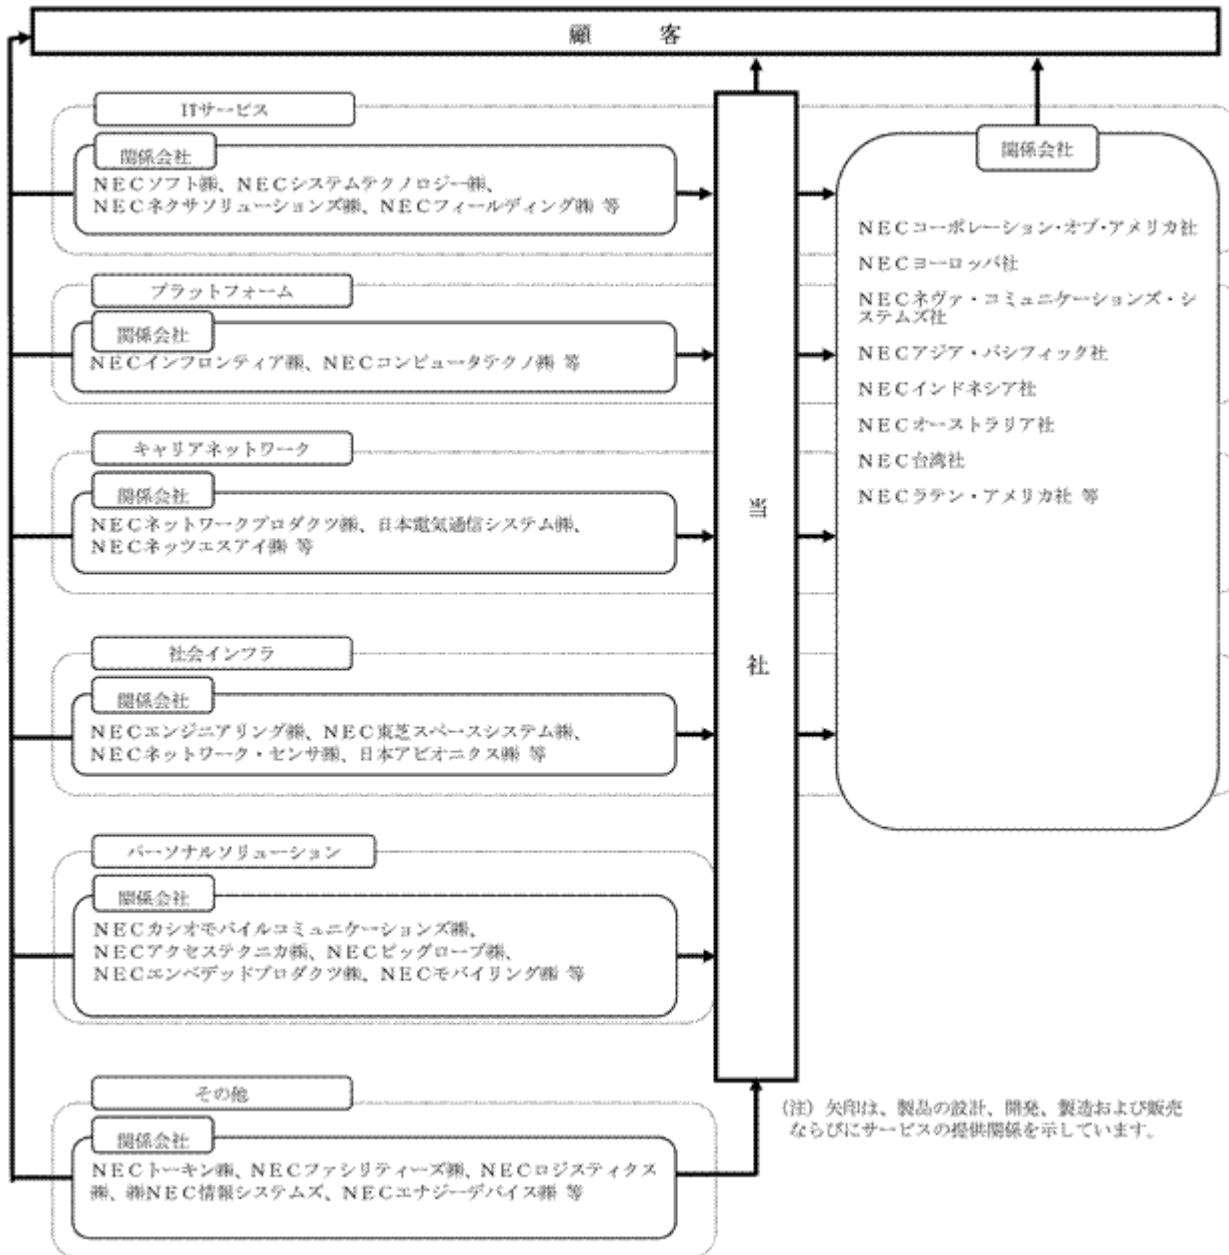 顧 客
ITサービス
関係会社
NECソフト㈱、NECシステムテクノロジー㈱、
NECネクサソリューションズ㈱、NECフィールディング㈱ 等
プラットフォーム
関係会社
NECインフロンティア㈱、NECコンピュータテクノ㈱ 等
キャリアネットワーク
関係会社
NECネットワークプロダクツ㈱、日本電気通信システム㈱、
NECネッツエスアイ㈱ 等
社会インフラ
関係会社
NECエンジニアリング㈱、NEC東芝スペースシステム㈱、
NECネットワーク・センサ㈱、日本アビオニクス㈱ 等
パーソナルソリューション
関係会社
NECカシオモバイルコミュニケーションズ㈱、
NECアクセステクニカ㈱、NECビッグローブ㈱、
NECエンベデッドプロダクツ㈱、NECモバイリング㈱ 等
その他
関係会社
NECトーキン㈱、NECファシリティーズ㈱、NECロジスティクス
㈱、㈱NEC情報システムズ、NECエナジーデバイス㈱ 等
当
社
関係会社
NECコーポレーション・オブ・アメリカ社
NECヨーロッパ社
NECネヴァ・コミュニケーションズ・シ
ステムズ社
NECアジア・パシフィック社
NECインドネシア社
NECオーストラリア社
NEC台湾社
NECラテン・アメリカ社 等
(注) 矢印は、製品の設計、開発、製造および販売
ならびにサービスの提供関係を示しています。